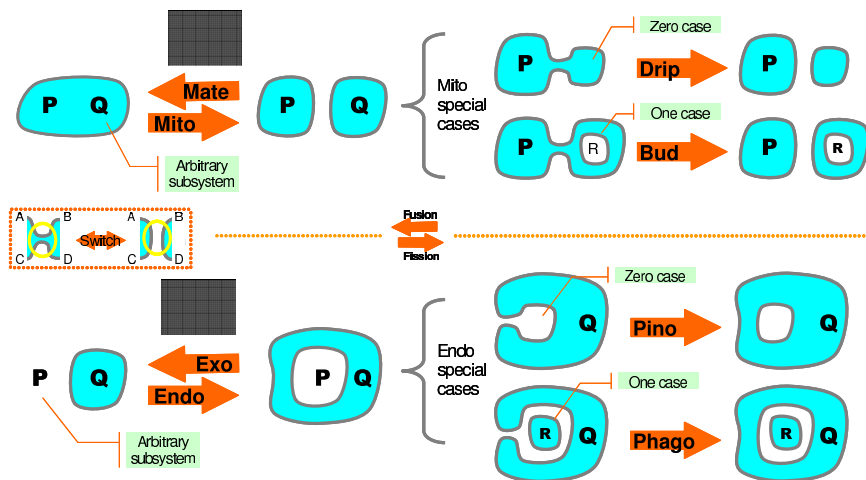 Zero case
P
Drip
P
P Q
Mate
Mito
P Q
Mito
special
cases
One case
P
R
Bud
P
R
Arbitrary
subsystem
A B
C D
Switch
A B
C D
Fusion
Fission
Zero case
Q
Pino
Q
P
Q
Exo
Endo
P Q
Endo
special
cases
One case
R
Q
Phago
R
Q
Arbitrary
subsystem